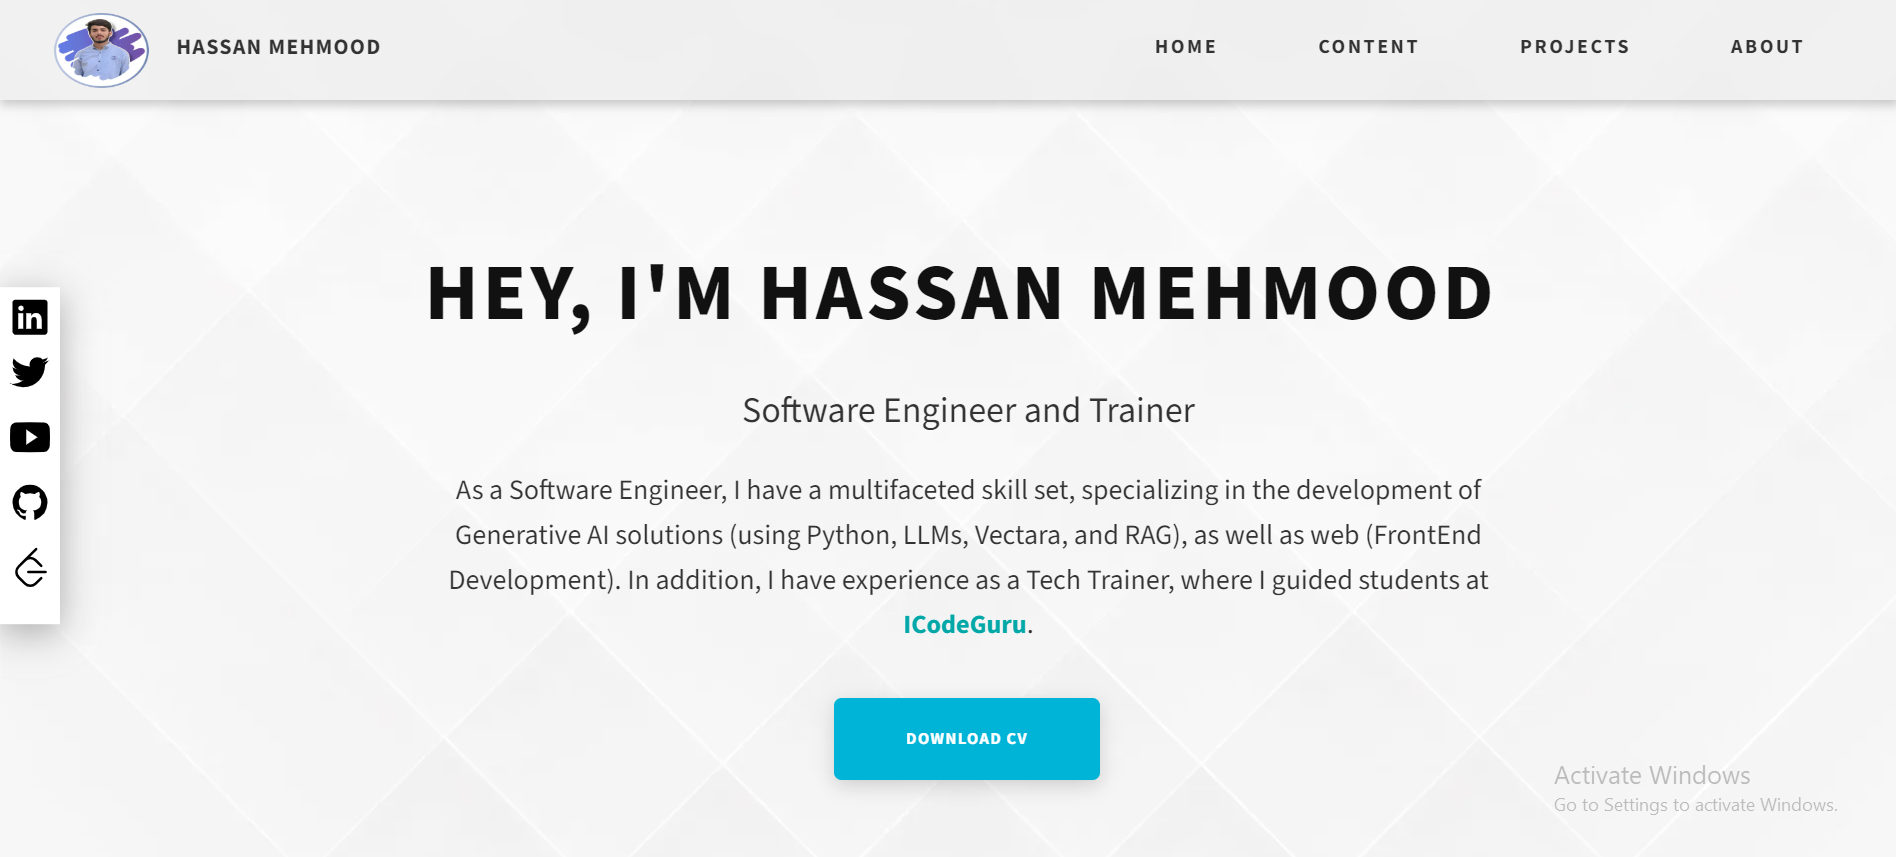 HASSAN MEHMOOD
HOME CONTENT PROJECTS ABOUT
HEY, I'M HASSAN MEHMOOD
in
Software Engineer and Trainer
As a Software Engineer, I have a multifaceted skill set, specializing in the development of
Generative AI solutions (using Python, LLMs, Vectara, and RAG), as well as web (FrontEnd
Development). In addition, I have experience as a Tech Trainer, where I guided students at
ICodeGuru.
DOWNLOAD CV
Activate Windows
Go to Settings to activate Windows.